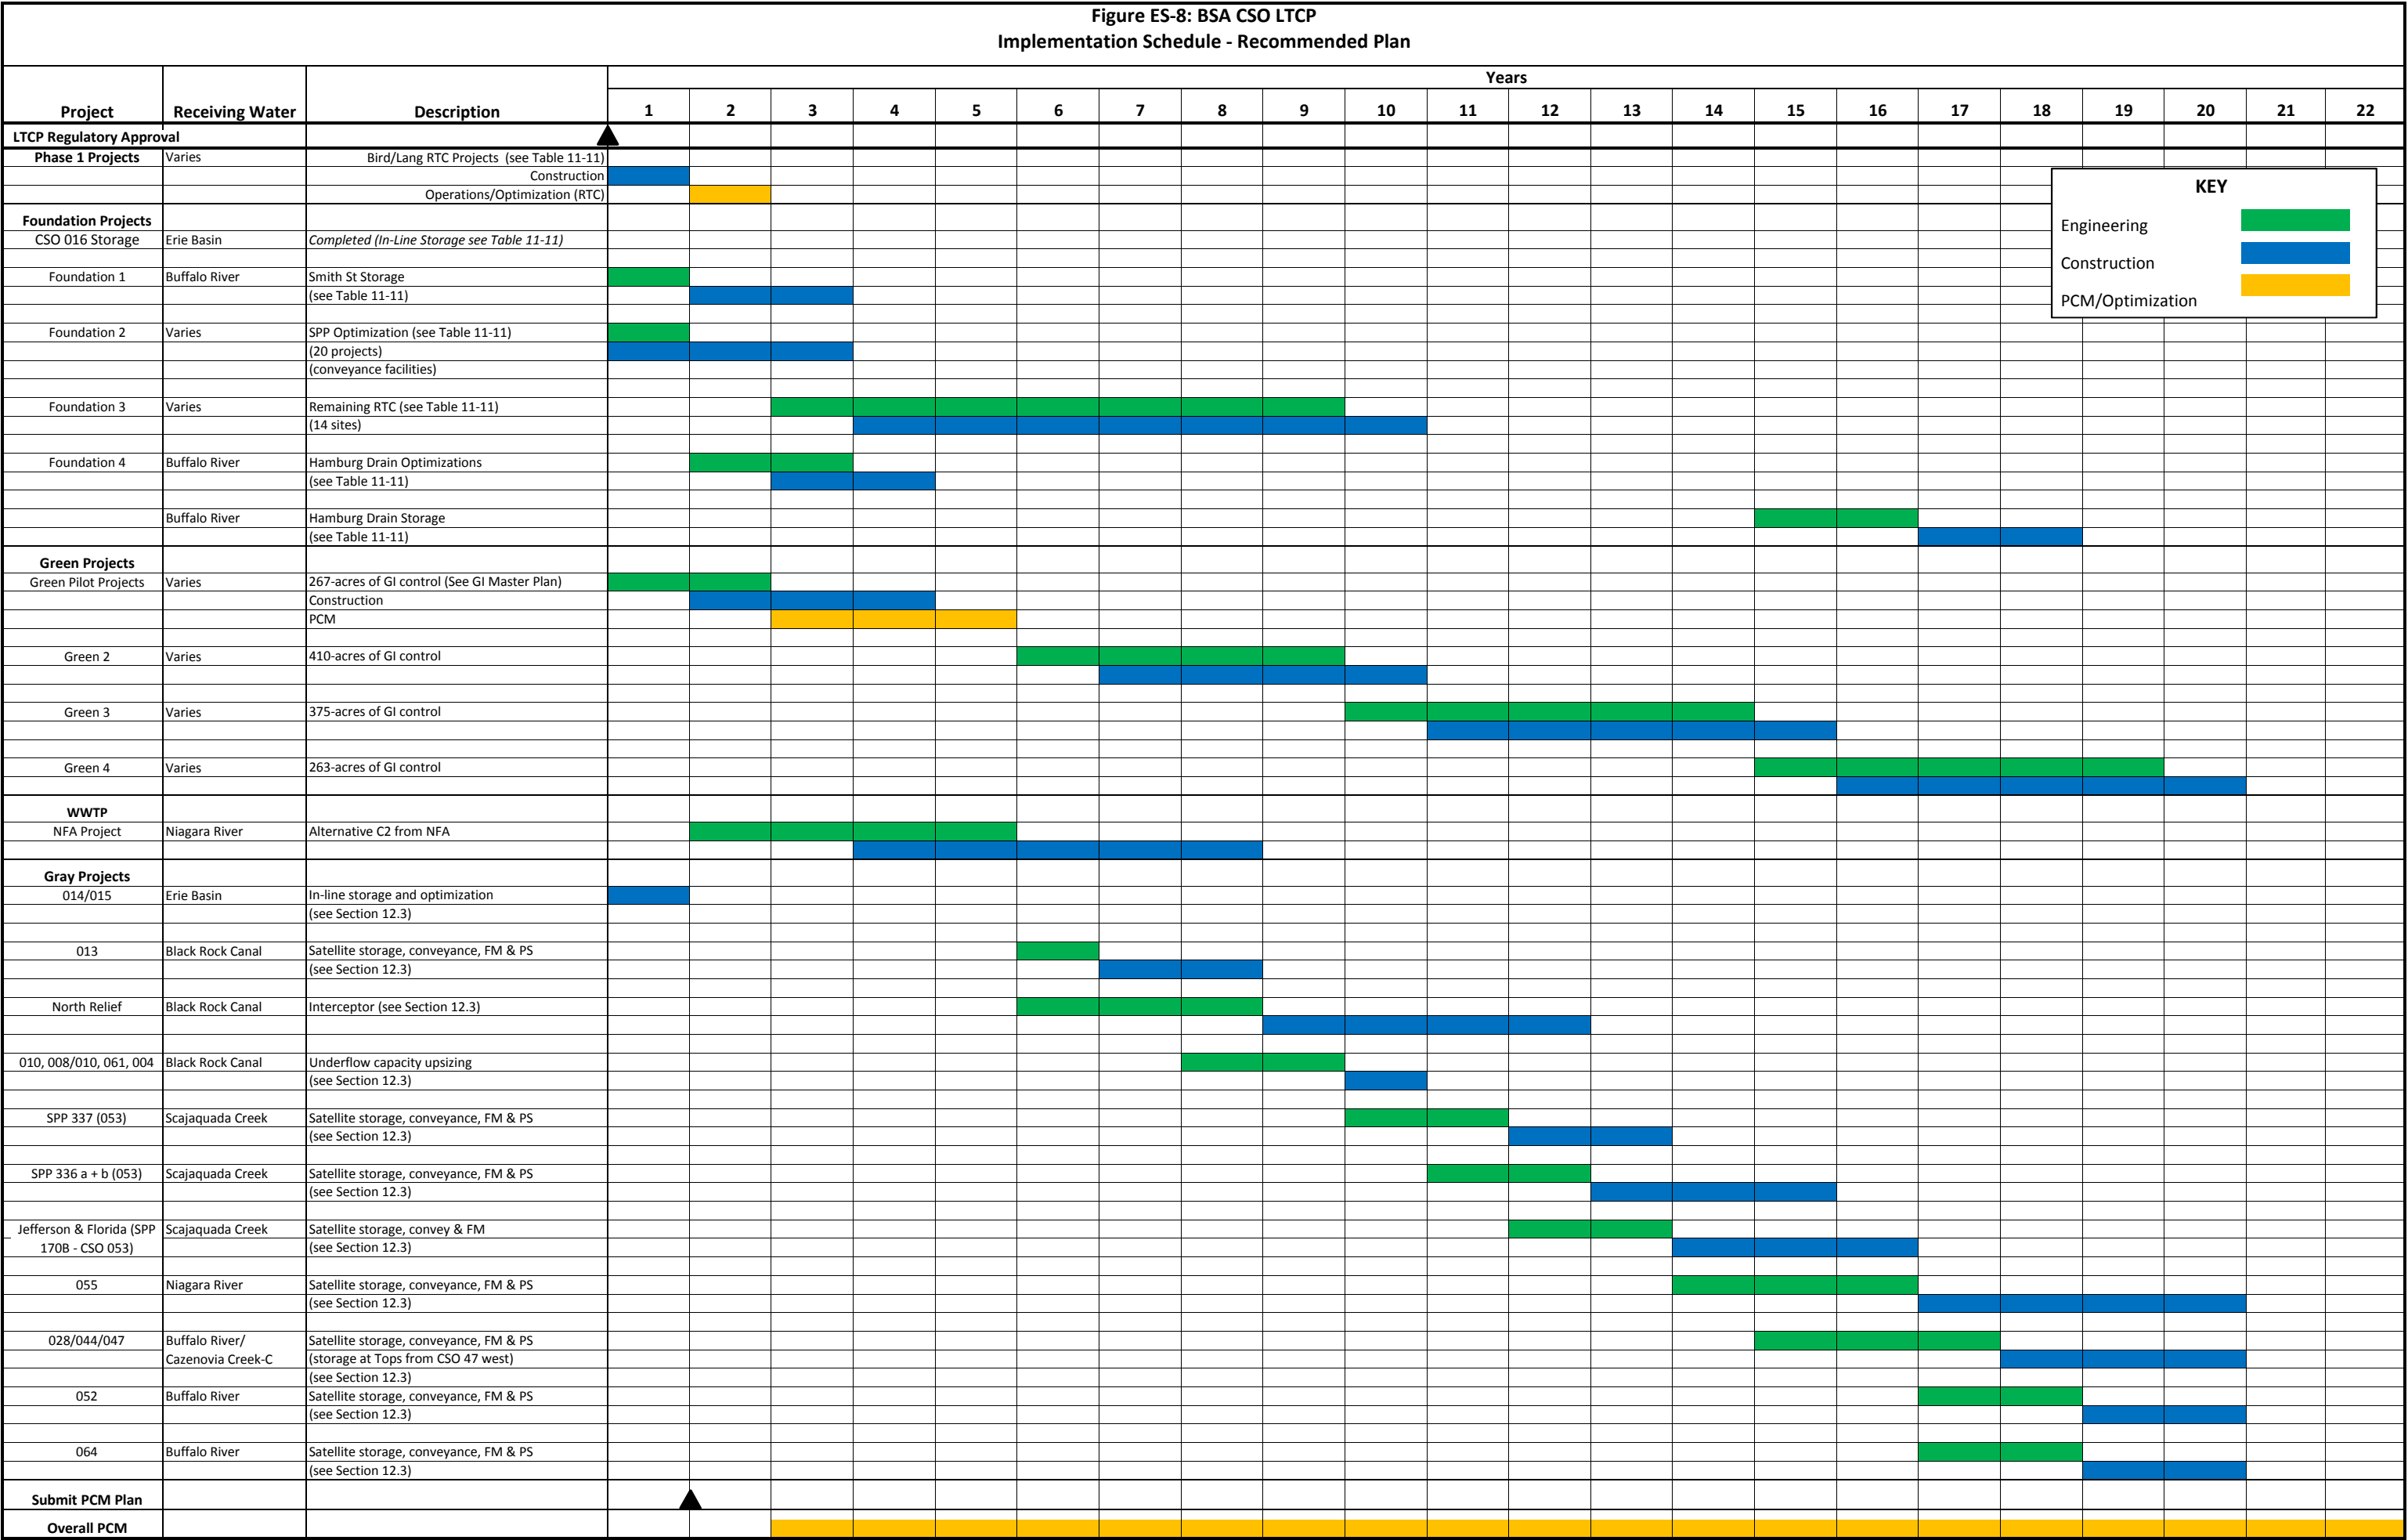 Figure ES-8: BSA CSO LTCP
Implementation Schedule - Recommended Plan
Years
Project Receiving Water Description 1 2 3 4 5 6 7 8 9 10 11 12 13 14 15 16 17 18 19 20 21 22
LTCP Regulatory Approval
Phase 1 Projects Varies Bird/Lang RTC Projects (see Table 11-11)
Construction
Operations/Optimization (RTC)
KEY
Engineering
Construction
PCM/Optimization
Foundation Projects
CSO 016 Storage Erie Basin Completed (In-Line Storage see Table 11-11)
Foundation 1 Buffalo River Smith St Storage
(see Table 11-11)
Foundation 2 Varies SPP Optimization (see Table 11-11)
(20 projects)
(conveyance facilities)
Foundation 3 Varies Remaining RTC (see Table 11-11)
(14 sites)
Foundation 4 Buffalo River Hamburg Drain Optimizations
(see Table 11-11)
Buffalo River Hamburg Drain Storage
(see Table 11-11)
Green Projects
Green Pilot Projects Varies 267-acres of GI control (See GI Master Plan)
Construction
PCM
Green 2 Varies 410-acres of GI control
Green 3 Varies 375-acres of GI control
Green 4 Varies 263-acres of GI control
WWTP
NFA Project Niagara River Alternative C2 from NFA
Gray Projects
014/015 Erie Basin In-line storage and optimization
(see Section 12.3)
013 Black Rock Canal Satellite storage, conveyance, FM & PS
(see Section 12.3)
North Relief Black Rock Canal Interceptor (see Section 12.3)
010, 008/010, 061, 004 Black Rock Canal Underflow capacity upsizing
(see Section 12.3)
SPP 337 (053) Scajaquada Creek Satellite storage, conveyance, FM & PS
(see Section 12.3)
SPP 336 a + b (053) Scajaquada Creek Satellite storage, conveyance, FM & PS
(see Section 12.3)
Jefferson & Florida (SPP Scajaquada Creek Satellite storage, convey & FM
170B - CSO 053) (see Section 12.3)
055 Niagara River Satellite storage, conveyance, FM & PS
(see Section 12.3)
028/044/047 Buffalo River/ Satellite storage, conveyance, FM & PS
Cazenovia Creek-C (storage at Tops from CSO 47 west)
(see Section 12.3)
052 Buffalo River Satellite storage, conveyance, FM & PS
(see Section 12.3)
064 Buffalo River Satellite storage, conveyance, FM & PS
(see Section 12.3)
Submit PCM Plan
Overall PCM